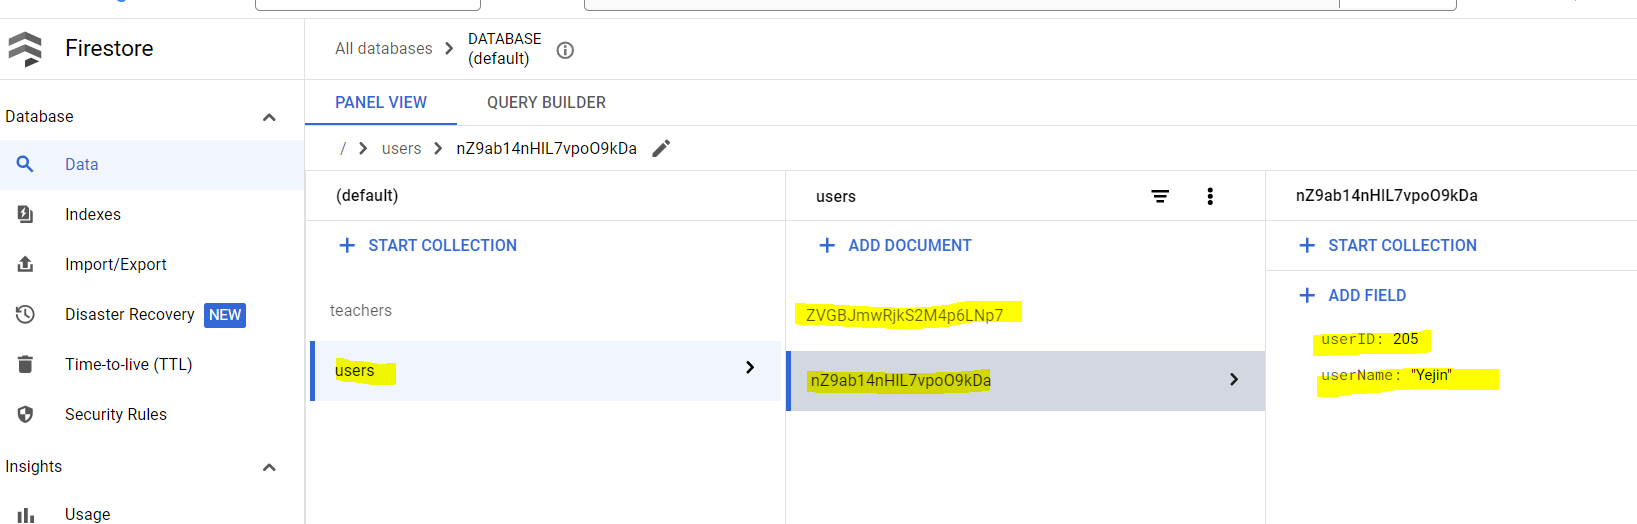 Firestore
All databases
DATABASE
(default)
PANEL VIEW
QUERY BUILDER
Database
/
users
nZ9ab14nHIL7vpoO9kDa
Data
(default)
users
nZ9ab14nHIL7vpoO9kDa
Indexes
START COLLECTION
ADD DOCUMENT
START COLLECTION
Import/Export
ADD FIELD
Disaster Recovery
NEW
teachers
ZVGBJmwRjkS2M4p6LNp7
userID: 205
Time-to-live (TTL)
users
nZ9ab14nHIL7vpoO9kDa
userName: "Yejin"
Security Rules
Insights
Usage